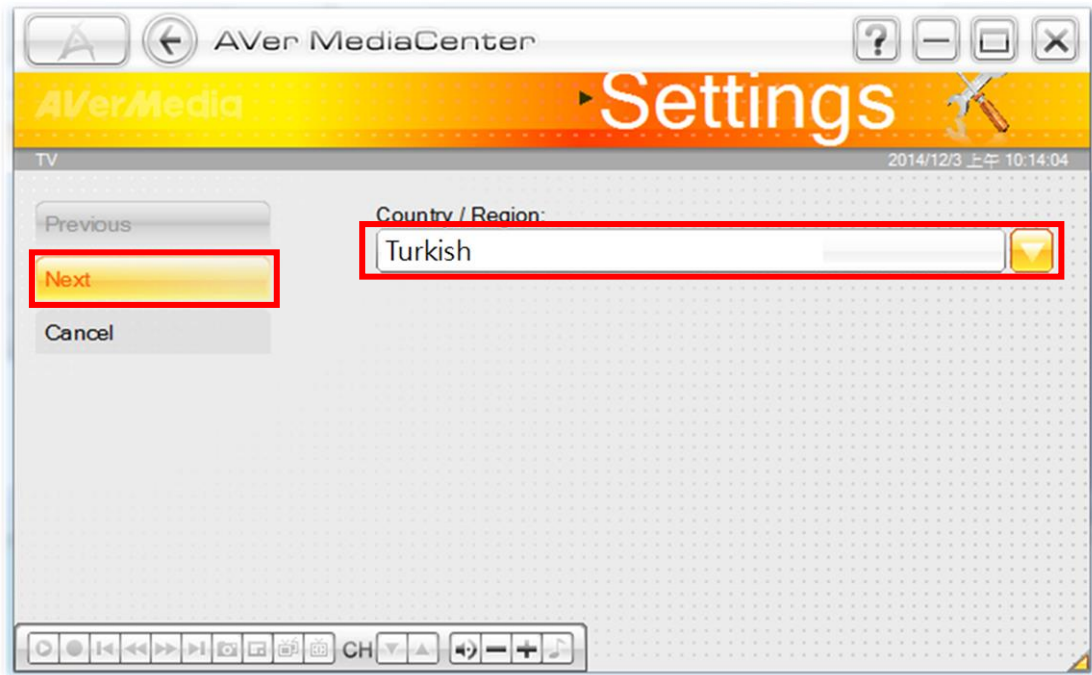 AVer MediaCenter
?
AVerMedia
Settings
TV
2014/12/3 上午 10:14:04
Previous
Country / Region:
Turkish
Next
Cancel
CH